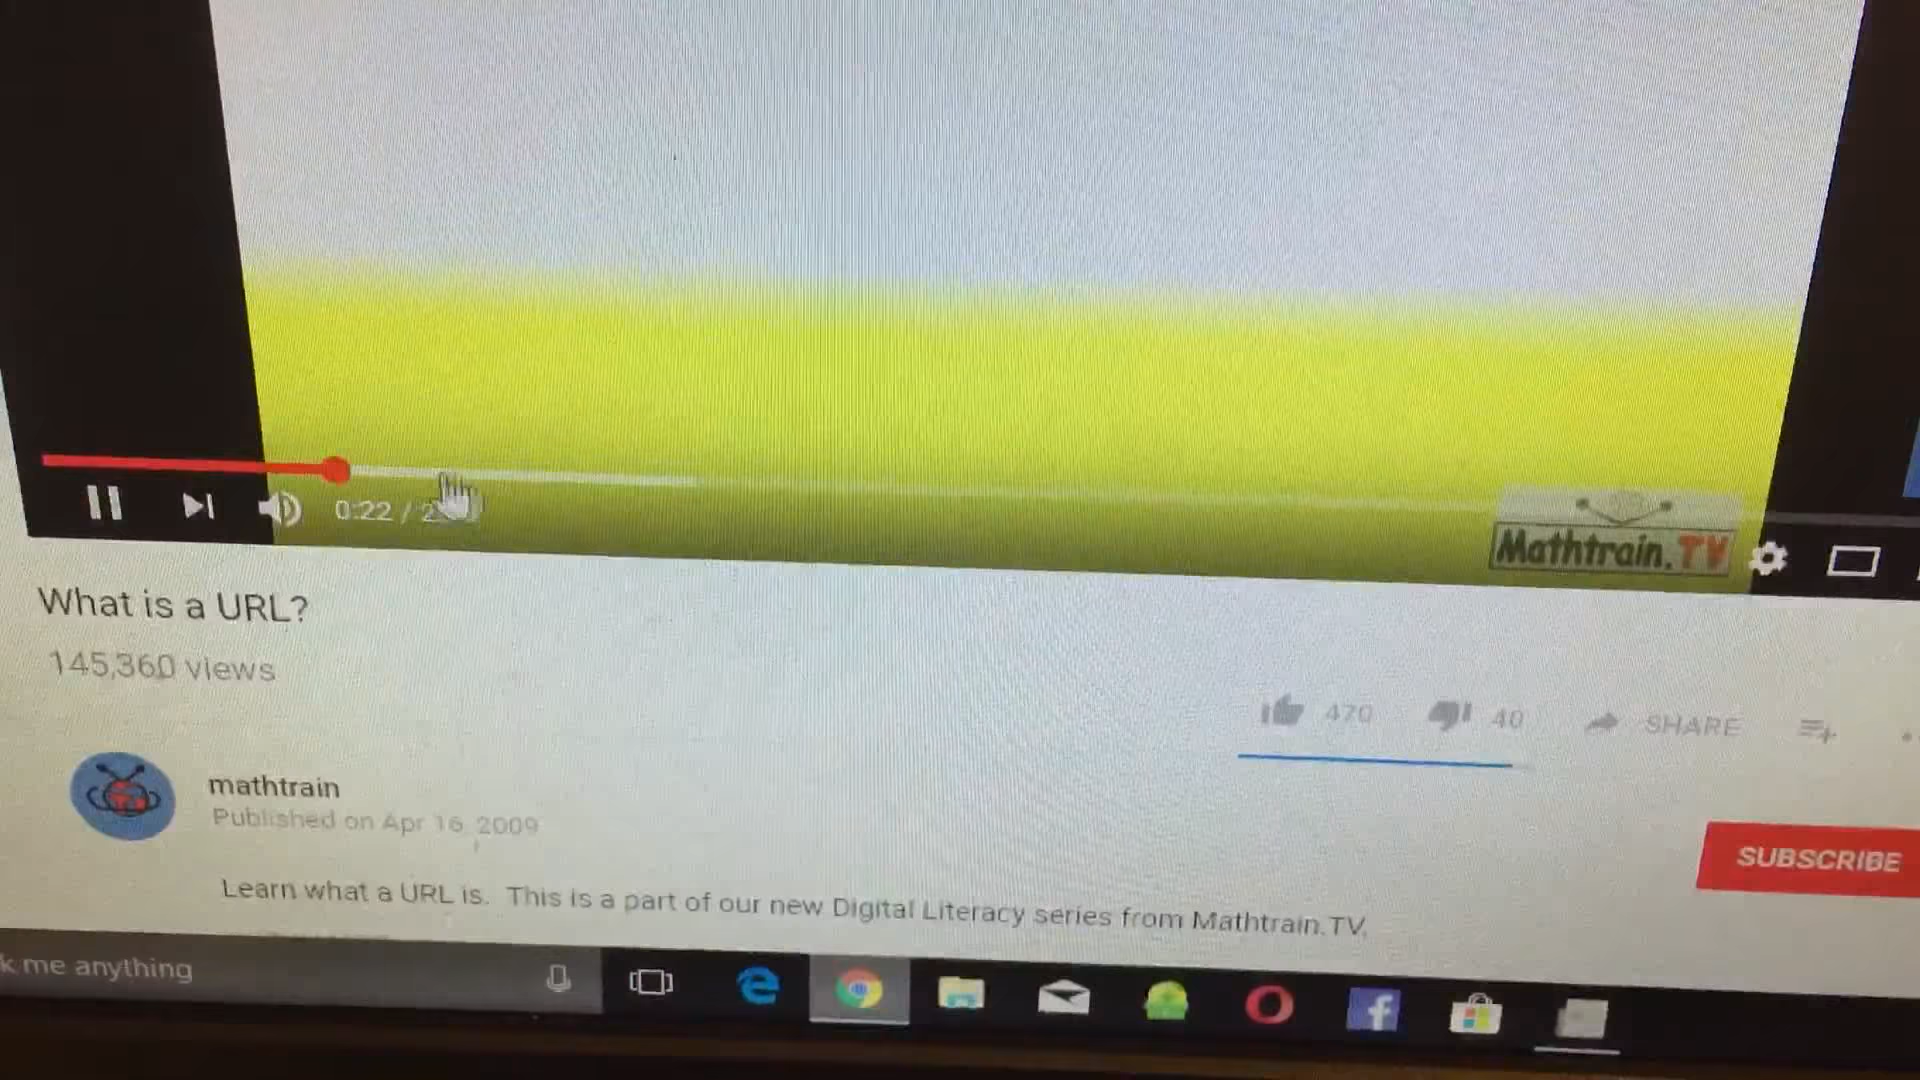 0:22 / 2
Mathtrain.TV
What is a URL?
145,360 views
470
40
SHARE
mathtrain
Published on Apr 16, 2009
SUBSCRIBE
Learn what a URL is. This is a part of our new Digital Literacy series from Mathtrain.TV.
k me anything